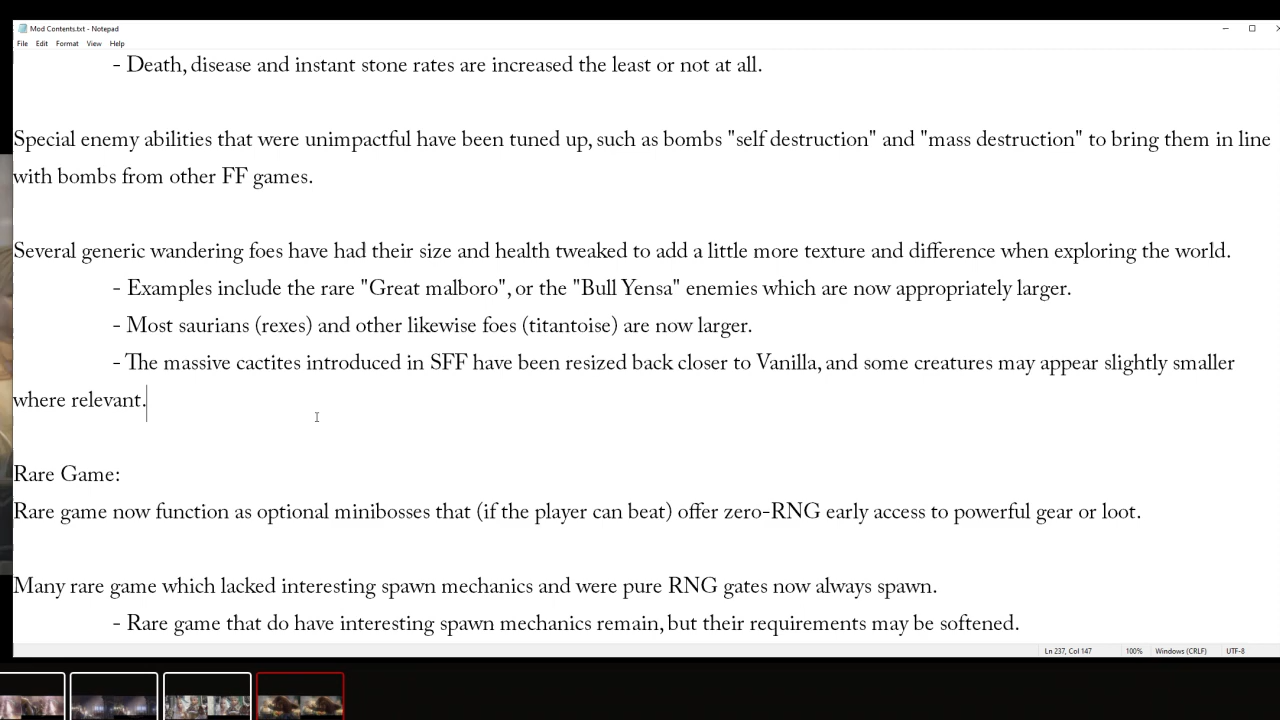 Mod Contents.txt - Notepad
File Edit Format View Help
- Death, disease and instant stone rates are increased the least or not at all.
Special enemy abilities that were unimpactful have been tuned up, such as bombs "self destruction" and "mass destruction" to bring them in line
with bombs from other FF games.
Several generic wandering foes have had their size and health tweaked to add a little more texture and difference when exploring the world.
- Examples include the rare "Great malboro", or the "Bull Yensa" enemies which are now appropriately larger.
- Most saurians (rexes) and other likewise foes (titantoise) are now larger.
- The massive cactites introduced in SFF have been resized back closer to Vanilla, and some creatures may appear slightly smaller
where relevant.
Rare Game:
Rare game now function as optional minibosses that (if the player can beat) offer zero-RNG early access to powerful gear or loot.
Many rare game which lacked interesting spawn mechanics and were pure RNG gates now always spawn.
- Rare game that do have interesting spawn mechanics remain, but their requirements may be softened.
Ln 237, Col 147 100% Windows (CRLF) UTF-8